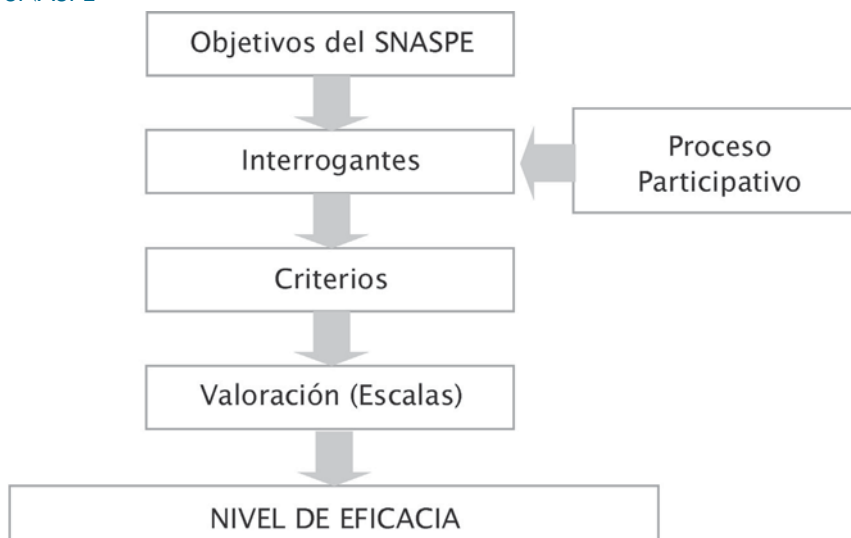 Objetivos del SNASPE
Interrogantes
Proceso
Participativo
Criterios
Valoración (Escalas)
NIVEL DE EFICACIA